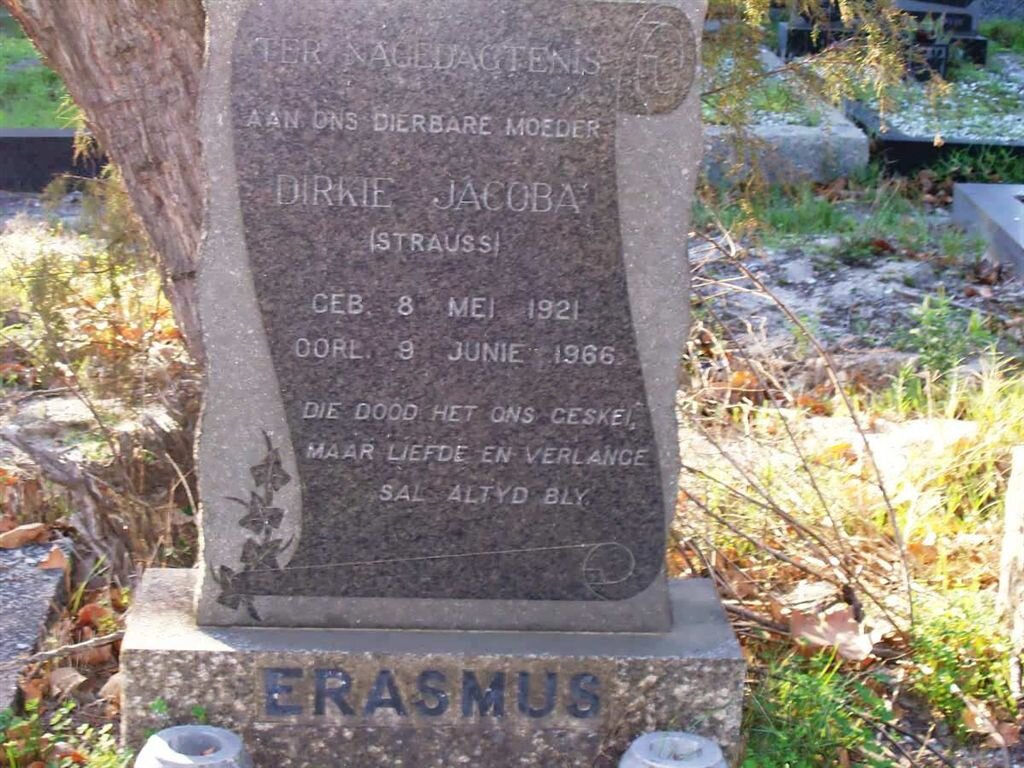 TER NAGEDAGTENIS
AAN ONS DIERBARE MOEDER
DIRKIE JACOBA
(STRAUSS)
GEB. 8 MEI 1921
OORL. 9 JUNIE 1966
DIE DOOD HET ONS GESKEI,
MAAR LIEFDE EN VERLANGE
SAL ALTYD BLY.
ERASMUS